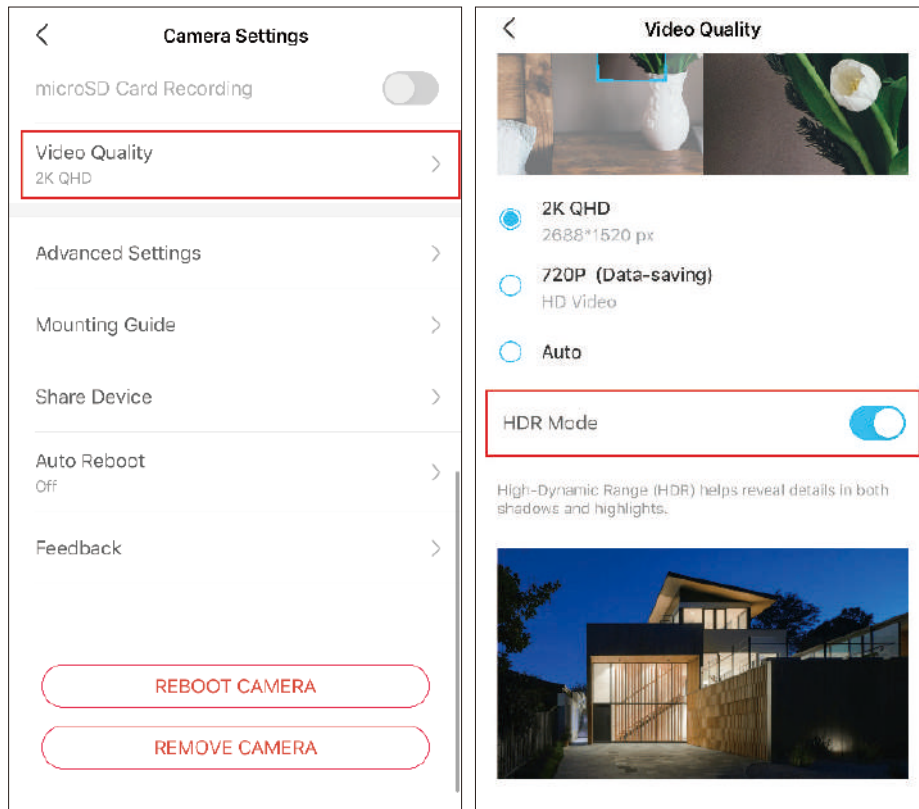 Camera Settings
microSD Card Recording
Video Quality
2K QHD
Advanced Settings
Mounting Guide
Share Device
Auto Reboot
Off
Feedback
REBOOT CAMERA
REMOVE CAMERA
Video Quality
2K QHD
2688*1520 px
720P (Data-saving)
HD Video
Auto
HDR Mode
High-Dynamic Range (HDR) helps reveal details in both
shadows and highlights.